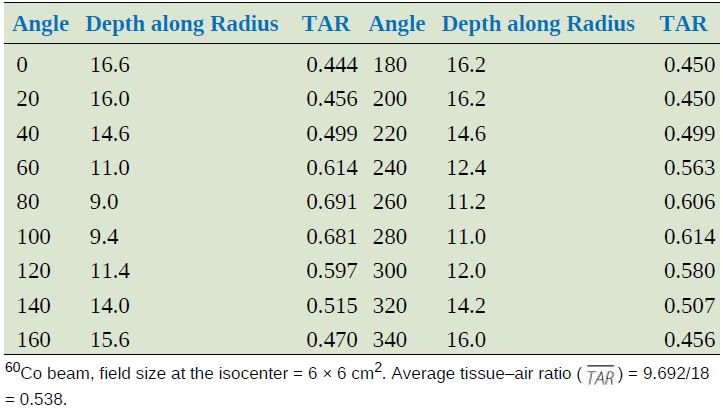 Angle Depth along Radius TAR Angle Depth along Radius TAR
0 16.6 0.444 180 16.2 0.450
20 16.0 0.456 200 16.2 0.450
40 14.6 0.499 220 14.6 0.499
60 11.0 0.614 240 12.4 0.563
80 9.0 0.691 260 11.2 0.606
100 9.4 0.681 280 11.0 0.614
120 11.4 0.597 300 12.0 0.580
140 14.0 0.515 320 14.2 0.507
160 15.6 0.470 340 16.0 0.456
⁶⁰Co beam, field size at the isocenter = 6 × 6 cm². Average tissue–air ratio ( T̅A̅R̅ ) = 9.692/18
= 0.538.